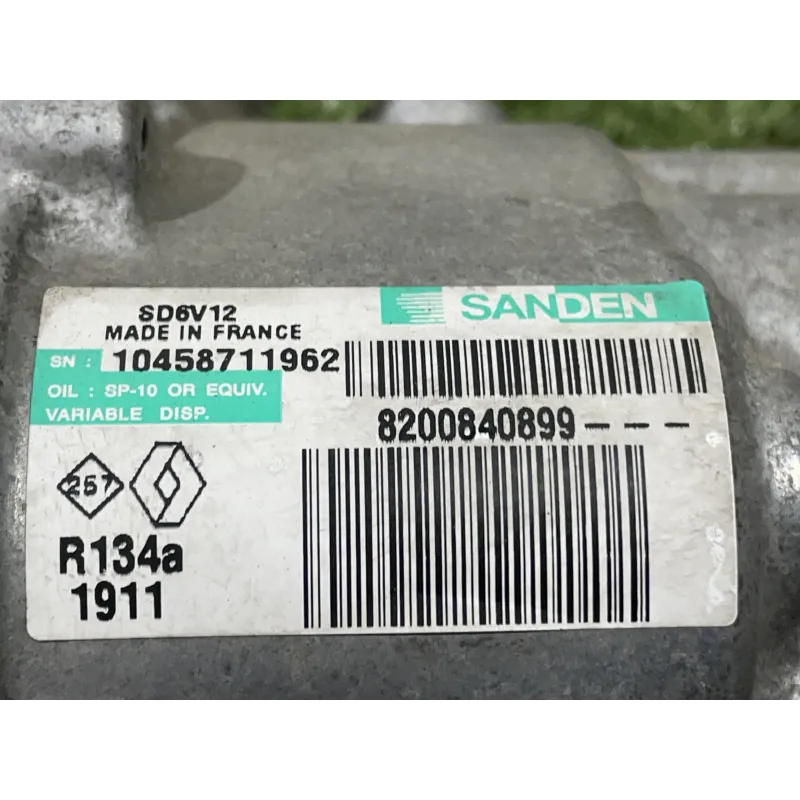 SD6V12
MADE IN FRANCE
SANDEN
SN : 10458711962
OIL : SP-10 OR EQUIV.
VARIABLE DISP.
8200840899---
257
R134a
1911